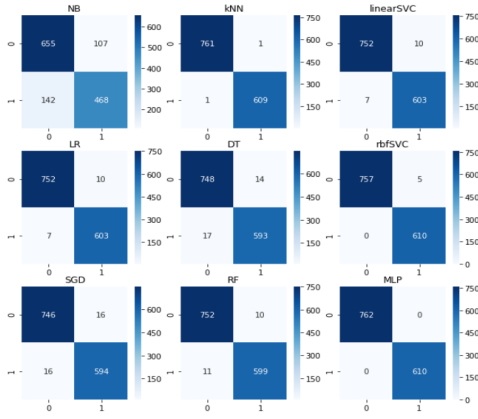 NB
0 655 107
1 142 468
0 1
600
500
400
300
200
kNN
0 761 1
1 1 609
0 1
750
600
450
300
150
linearSVC
0 752 10
1 7 603
0 1
750
600
450
300
150
LR
0 752 10
1 7 603
0 1
750
600
450
300
150
DT
0 748 14
1 17 593
0 1
600
450
300
150
rbfSVC
0 757 5
1 0 610
0 1
750
600
450
300
150
0
SGD
0 746 16
1 16 594
0 1
600
450
300
150
RF
0 752 10
1 11 599
0 1
750
600
450
300
150
MLP
0 762 0
1 0 610
0 1
750
600
450
300
150
0